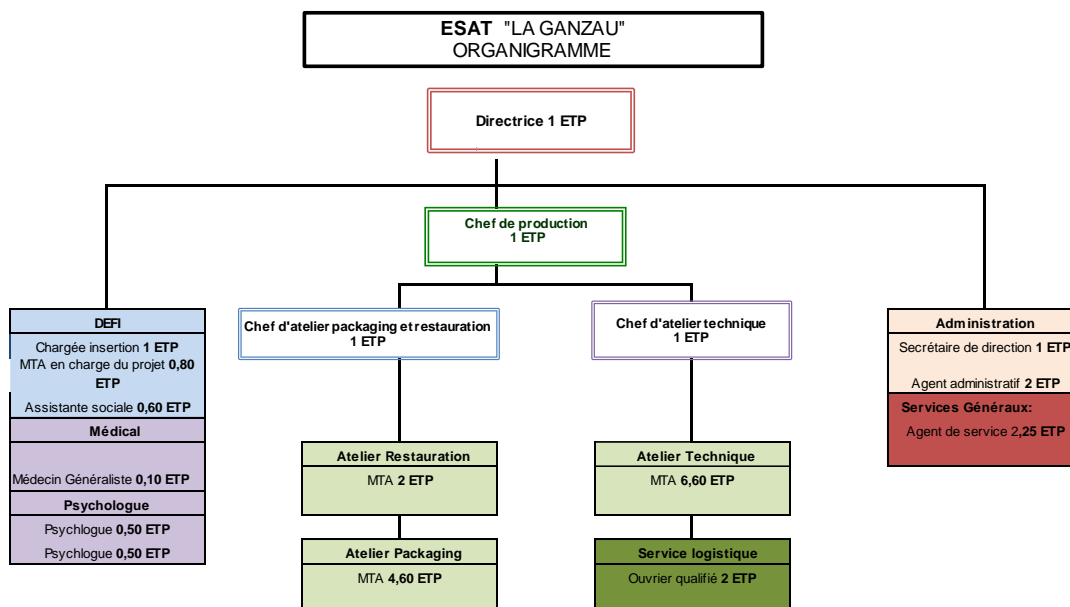 ESAT "LA GANZAU"
ORGANIGRAMME
Directrice 1 ETP
Chef de production
1 ETP
Chef d'atelier packaging et restauration
1 ETP
Chef d'atelier technique
1 ETP
DEFI
Chargée insertion 1 ETP
MTA en charge du projet 0,80
ETP
Assistante sociale 0,60 ETP
Médical
Médecin Généraliste 0,10 ETP
Psychologue
Psychlogue 0,50 ETP
Psychlogue 0,50 ETP
Atelier Restauration
MTA 2 ETP
Atelier Packaging
MTA 4,60 ETP
Atelier Technique
MTA 6,60 ETP
Service logistique
Ouvrier qualifié 2 ETP
Administration
Secrétaire de direction 1 ETP
Agent administratif 2 ETP
Services Généraux:
Agent de service 2,25 ETP